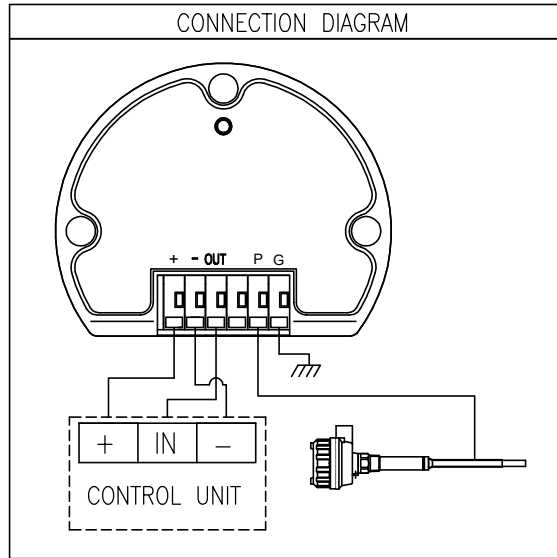 CONNECTION DIAGRAM
+ - OUT P G
+ IN -
CONTROL UNIT